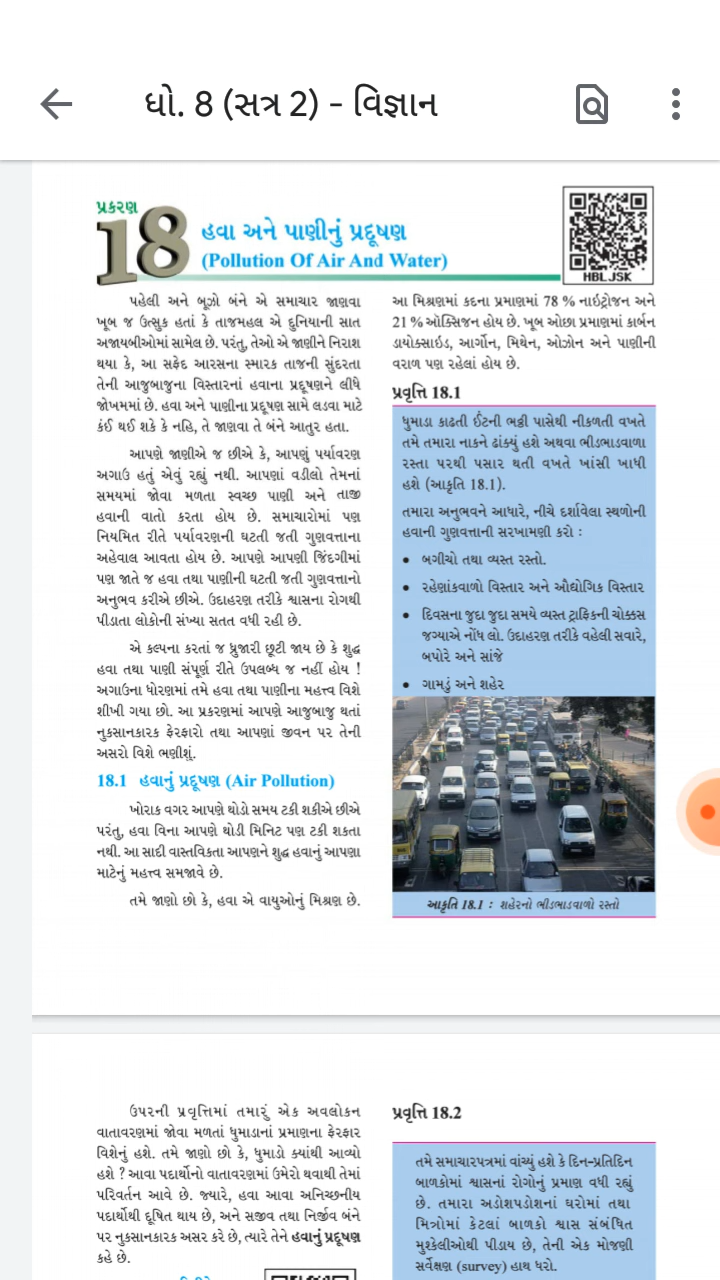 ધો. 8 (સત્ર 2) - વિજ્ઞાન
પ્રકરણ
18
હવા અને પાણીનું પ્રદૂષણ
(Pollution Of Air And Water)
HBLJSK
પહેલી અને બૂઝો બંને એ સમાચાર જાણવા
ખૂબ જ ઉત્સુક હતાં કે તાજમહલ એ દુનિયાની સાત
અજાયબીઓમાં સામેલ છે. પરંતુ, તેઓ એ જાણીને નિરાશ
થયા કે, આ સફેદ આરસના સ્મારક તાજની સુંદરતા
તેની આજુબાજુના વિસ્તારનાં હવાના પ્રદૂષણને લીધે
જોખમમાં છે. હવા અને પાણીના પ્રદૂષણ સામે લડવા માટે
કંઈ થઈ શકે કે નહિ, તે જાણવા તે બંને આતુર હતા.
આપણે જાણીએ જ છીએ કે, આપણું પર્યાવરણ
અગાઉ હતું એવું રહ્યું નથી. આપણાં વડીલો તેમનાં
સમયમાં જોવા મળતા સ્વચ્છ પાણી અને તાજી
હવાની વાતો કરતા હોય છે. સમાચારોમાં પણ
નિયમિત રીતે પર્યાવરણની ઘટતી જતી ગુણવત્તાના
અહેવાલ આવતા હોય છે. આપણે આપણી જિંદગીમાં
પણ જાતે જ હવા તથા પાણીની ઘટતી જતી ગુણવત્તાનો
અનુભવ કરીએ છીએ. ઉદાહરણ તરીકે શ્વાસના રોગથી
પીડાતા લોકોની સંખ્યા સતત વધી રહી છે.
એ કલ્પના કરતાં જ ધ્રુજારી છૂટી જાય છે કે શુદ્ધ
હવા તથા પાણી સંપૂર્ણ રીતે ઉપલબ્ધ જ નહીં હોય !
અગાઉના ધોરણમાં તમે હવા તથા પાણીના મહત્ત્વ વિશે
શીખી ગયા છો. આ પ્રકરણમાં આપણે આજુબાજુ થતાં
નુકસાનકારક ફેરફારો તથા આપણાં જીવન પર તેની
અસરો વિશે ભણીશું.
18.1 હવાનું પ્રદૂષણ (Air Pollution)
ખોરાક વગર આપણે થોડો સમય ટકી શકીએ છીએ
પરંતુ, હવા વિના આપણે થોડી મિનિટ પણ ટકી શકતા
નથી. આ સાદી વાસ્તવિકતા આપણને શુદ્ધ હવાનું આપણા
માટેનું મહત્ત્વ સમજાવે છે.
તમે જાણો છો કે, હવા એ વાયુઓનું મિશ્રણ છે.
આ મિશ્રણમાં કદના પ્રમાણમાં 78 % નાઇટ્રોજન અને
21 % ઑક્સિજન હોય છે. ખૂબ ઓછા પ્રમાણમાં કાર્બન
ડાયોક્સાઇડ, આર્ગોન, મિથેન, ઓઝોન અને પાણીની
વરાળ પણ રહેલાં હોય છે.
પ્રવૃત્તિ 18.1
ધુમાડા કાઢતી ઈંટની ભઠ્ઠી પાસેથી નીકળતી વખતે
તમે તમારા નાકને ઢાંક્યું હશે અથવા ભીડભાડવાળા
રસ્તા પરથી પસાર થતી વખતે ખાંસી ખાધી
હશે (આકૃતિ 18.1).
તમારા અનુભવને આધારે, નીચે દર્શાવેલા સ્થળોની
હવાની ગુણવત્તાની સરખામણી કરો :
• બગીચો તથા વ્યસ્ત રસ્તો.
• રહેણાંકવાળો વિસ્તાર અને ઔદ્યોગિક વિસ્તાર
• દિવસના જુદા જુદા સમયે વ્યસ્ત ટ્રાફિકની ચોક્કસ
જગ્યાએ નોંધ લો. ઉદાહરણ તરીકે વહેલી સવારે,
બપોરે અને સાંજે
• ગામડું અને શહેર
આકૃતિ 18.1 : શહેરનો ભીડભાડવાળો રસ્તો
ઉપરની પ્રવૃત્તિમાં તમારું એક અવલોકન
વાતાવરણમાં જોવા મળતાં ધુમાડાનાં પ્રમાણના ફેરફાર
વિશેનું હશે. તમે જાણો છો કે, ધુમાડો ક્યાંથી આવ્યો
હશે ? આવા પદાર્થોનો વાતાવરણમાં ઉમેરો થવાથી તેમાં
પરિવર્તન આવે છે. જ્યારે, હવા આવા અનિચ્છનીય
પદાર્થોથી દૂષિત થાય છે, અને સજીવ તથા નિર્જીવ બંને
પર નુકસાનકારક અસર કરે છે, ત્યારે તેને હવાનું પ્રદૂષણ
કહે છે.
પ્રવૃત્તિ 18.2
તમે સમાચારપત્રમાં વાંચ્યું હશે કે દિન-પ્રતિદિન
બાળકોમાં શ્વાસનાં રોગોનું પ્રમાણ વધી રહ્યું
છે. તમારા અડોશપડોશનાં ઘરોમાં તથા
મિત્રોમાં કેટલાં બાળકો શ્વાસ સંબંધિત
મુશ્કેલીઓથી પીડાય છે, તેની એક મોજણી
સર્વેક્ષણ (survey) હાથ ધરો.